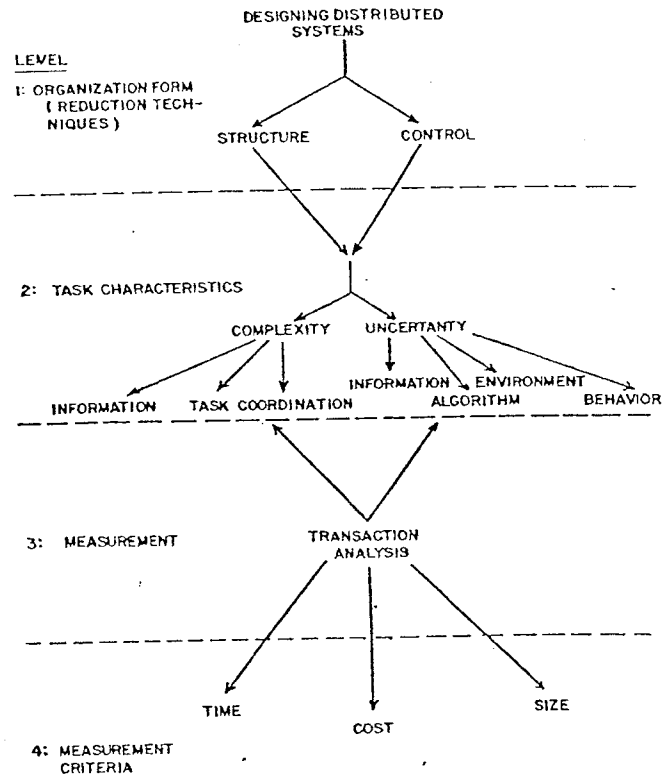 DESIGNING DISTRIBUTED
SYSTEMS
LEVEL
1: ORGANIZATION FORM
( REDUCTION TECH-
NIQUES )
STRUCTURE
CONTROL
2: TASK CHARACTERISTICS
COMPLEXITY
UNCERTANTY
INFORMATION
ENVIRONMENT
INFORMATION
TASK COORDINATION
ALGORITHM
BEHAVIOR
3: MEASUREMENT
TRANSACTION
ANALYSIS
TIME
COST
SIZE
4: MEASUREMENT
CRITERIA